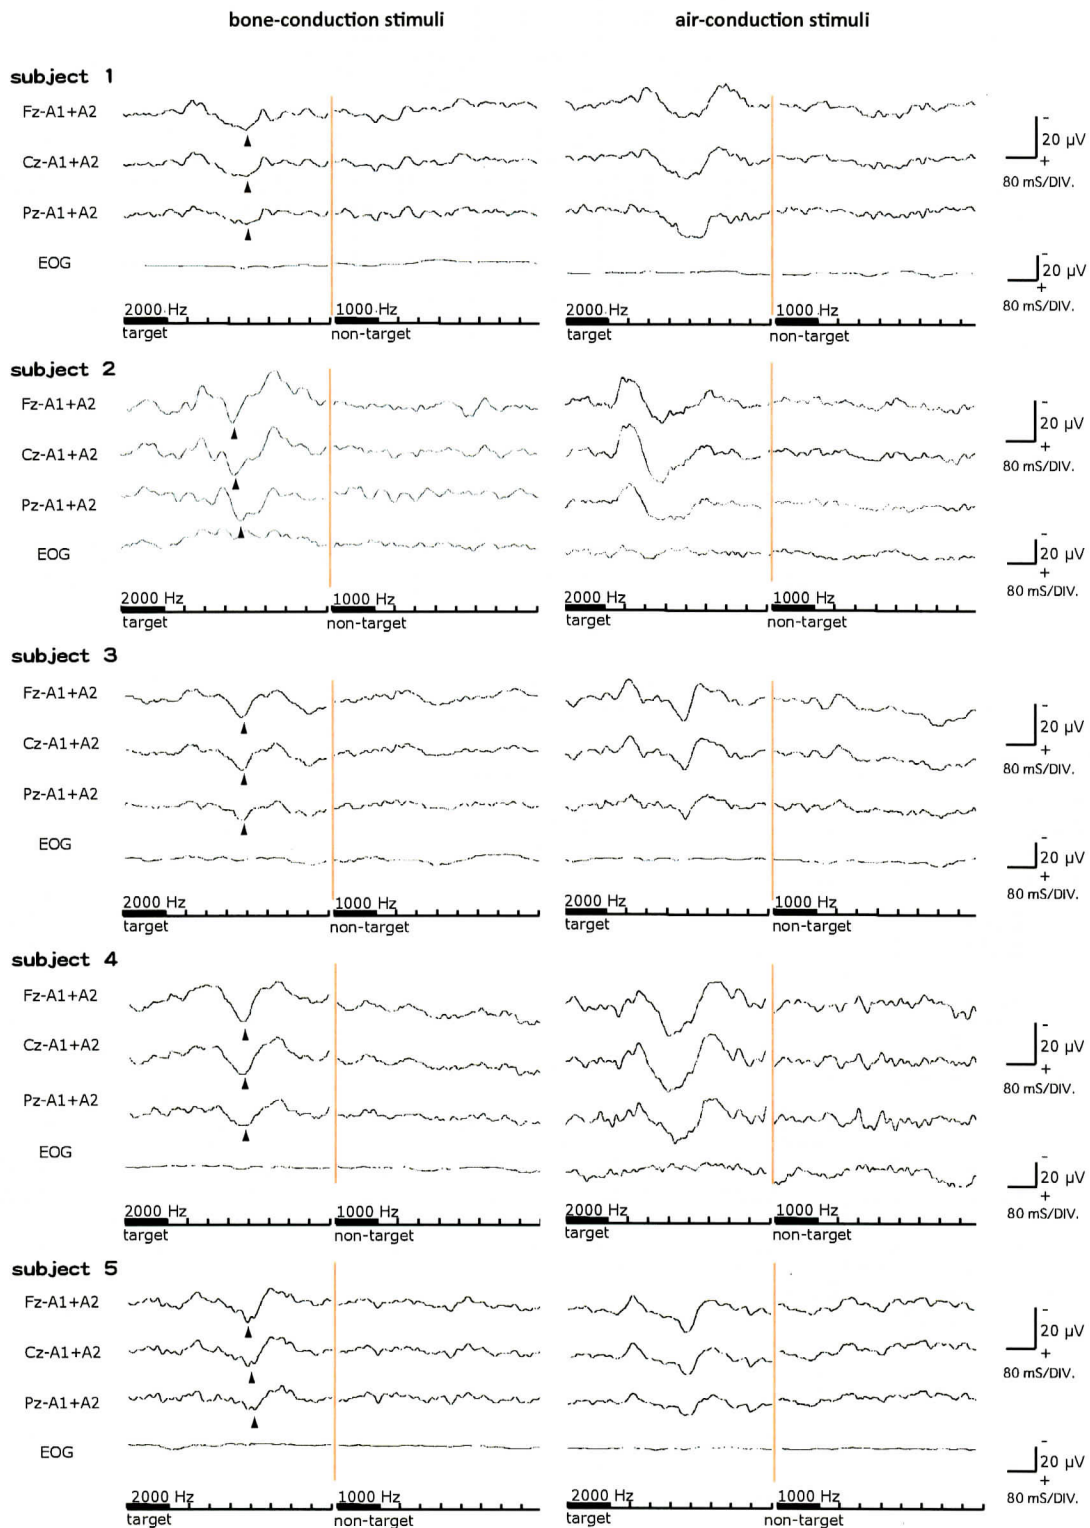 bone-conduction stimuli air-conduction stimuli
subject 1
Fz-A1+A2
-
20 µV
Cz-A1+A2
+
80 mS/DIV.
Pz-A1+A2
EOG
-
20 µV
+
80 mS/DIV.
2000 Hz 1000 Hz 2000 Hz 1000 Hz
target non-target target non-target
subject 2
Fz-A1+A2
-
20 µV
+
Cz-A1+A2
80 mS/DIV.
Pz-A1+A2
EOG
-
20 µV
+
80 mS/DIV.
2000 Hz 1000 Hz 2000 Hz 1000 Hz
target non-target target non-target
subject 3
Fz-A1+A2
-
20 µV
Cz-A1+A2
+
80 mS/DIV.
Pz-A1+A2
EOG
-
20 µV
+
80 mS/DIV.
2000 Hz 1000 Hz 2000 Hz 1000 Hz
target non-target target non-target
subject 4
Fz-A1+A2
-
20 µV
Cz-A1+A2
+
80 mS/DIV.
Pz-A1+A2
EOG
-
20 µV
+
80 mS/DIV.
2000 Hz 1000 Hz 2000 Hz 1000 Hz
target non-target target non-target
subject 5
Fz-A1+A2
-
20 µV
Cz-A1+A2
+
80 mS/DIV.
Pz-A1+A2
EOG
-
20 µV
+
80 mS/DIV.
2000 Hz 1000 Hz 2000 Hz 1000 Hz
target non-target target non-target